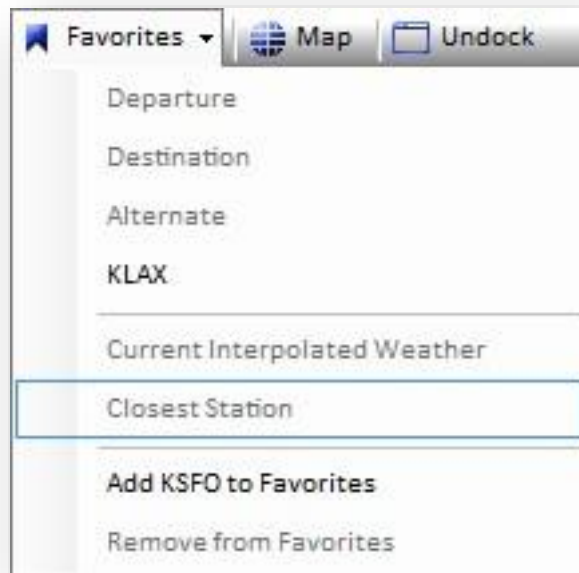 Favorites Map Undock
Departure
Destination
Alternate
KLAX
Current Interpolated Weather
Closest Station
Add KSFO to Favorites
Remove from Favorites